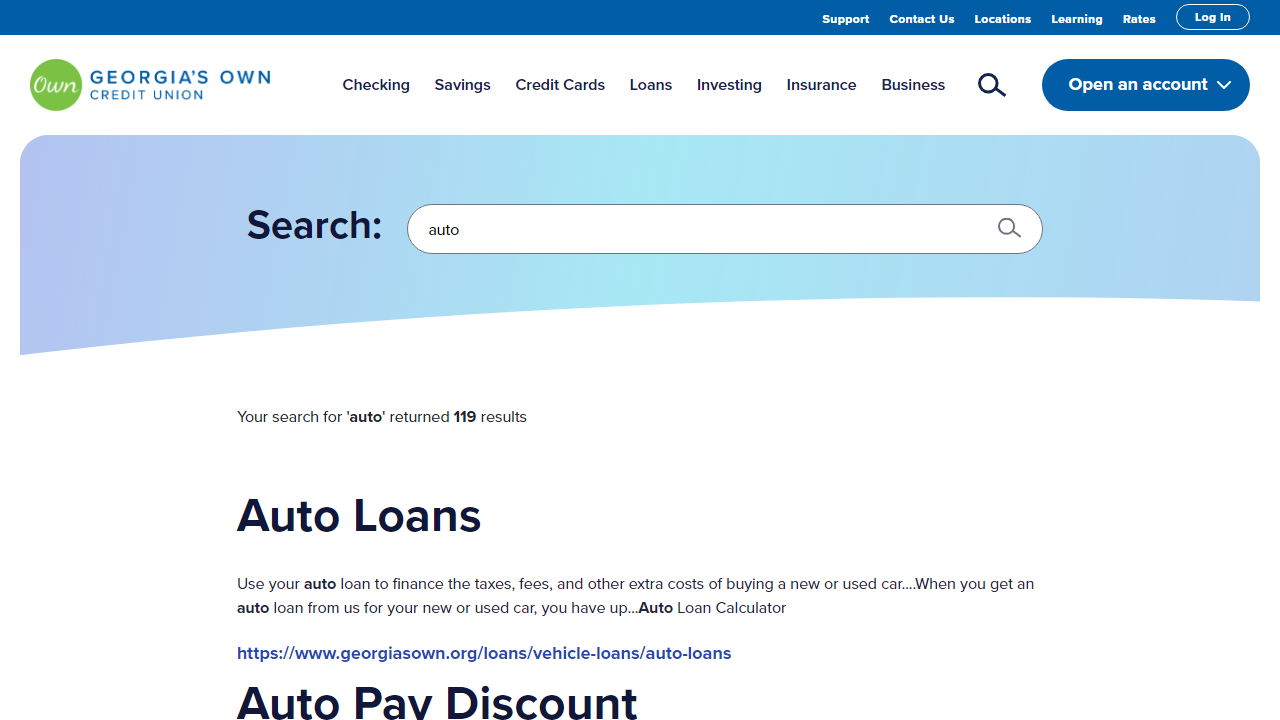 Support Contact Us Locations Learning Rates Log In
Own GEORGIA'S OWN
CREDIT UNION
Checking Savings Credit Cards Loans Investing Insurance Business Open an account
Search: auto
Your search for 'auto' returned 119 results
Auto Loans
Use your auto loan to finance the taxes, fees, and other extra costs of buying a new or used car....When you get an
auto loan from us for your new or used car, you have up...Auto Loan Calculator
https://www.georgiasown.org/loans/vehicle-loans/auto-loans
Auto Pay Discount